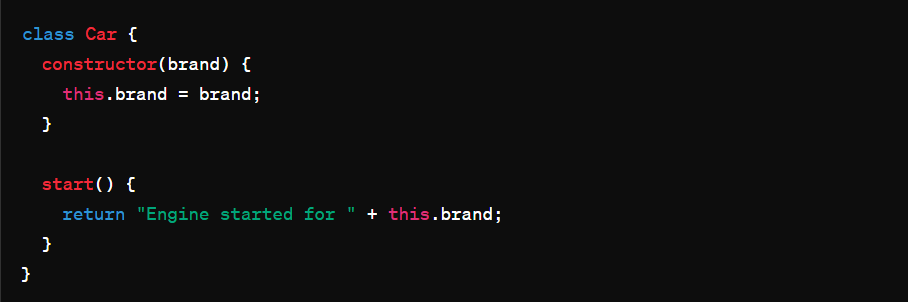 class Car {
  constructor(brand) {
    this.brand = brand;
  }

  start() {
    return "Engine started for " + this.brand;
  }
}